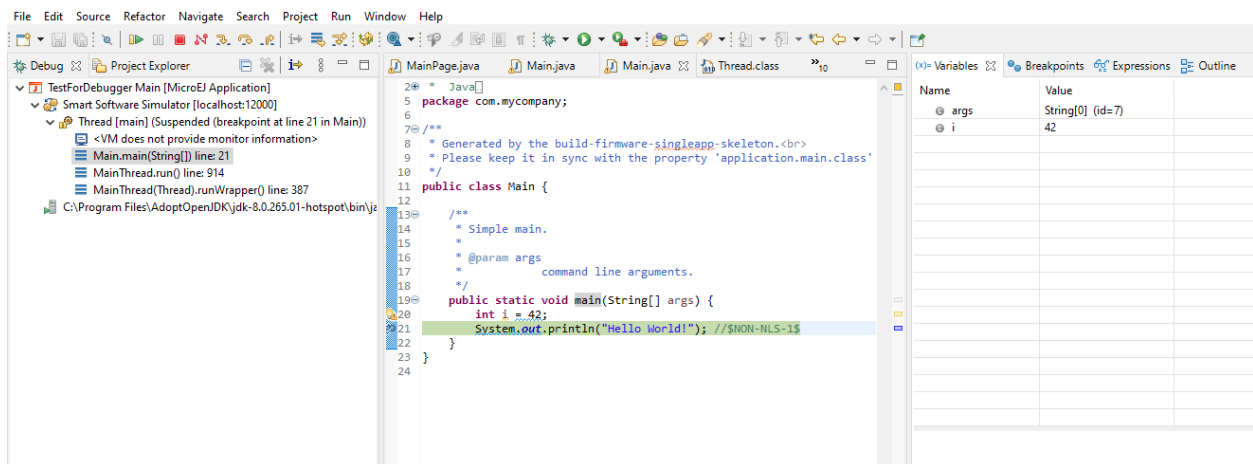 File Edit Source Refactor Navigate Search Project Run Window Help
Debug Project Explorer
TestForDebugger Main [MicroEJ Application]
Smart Software Simulator [localhost:12000]
Thread [main] (Suspended (breakpoint at line 21 in Main))
<VM does not provide monitor information>
Main.main(String[]) line: 21
MainThread.run() line: 914
MainThread(Thread).runWrapper() line: 387
C:\Program Files\AdoptOpenJDK\jdk-8.0.265.01-hotspot\bin\ja
MainPage.java Main.java Main.java Thread.class »10
2 * Java
5 package com.mycompany;
6
7 /**
8 * Generated by the build-firmware-singleapp-skeleton.<br>
9 * Please keep it in sync with the property 'application.main.class'
10 */
11 public class Main {
12
13 /**
14 * Simple main.
15 *
16 * @param args
17 * command line arguments.
18 */
19 public static void main(String[] args) {
20 int i = 42;
21 System.out.println("Hello World!"); //$NON-NLS-1$
22 }
23 }
24
(x)= Variables Breakpoints Expressions Outline
Name Value
args String[0] (id=7)
i 42